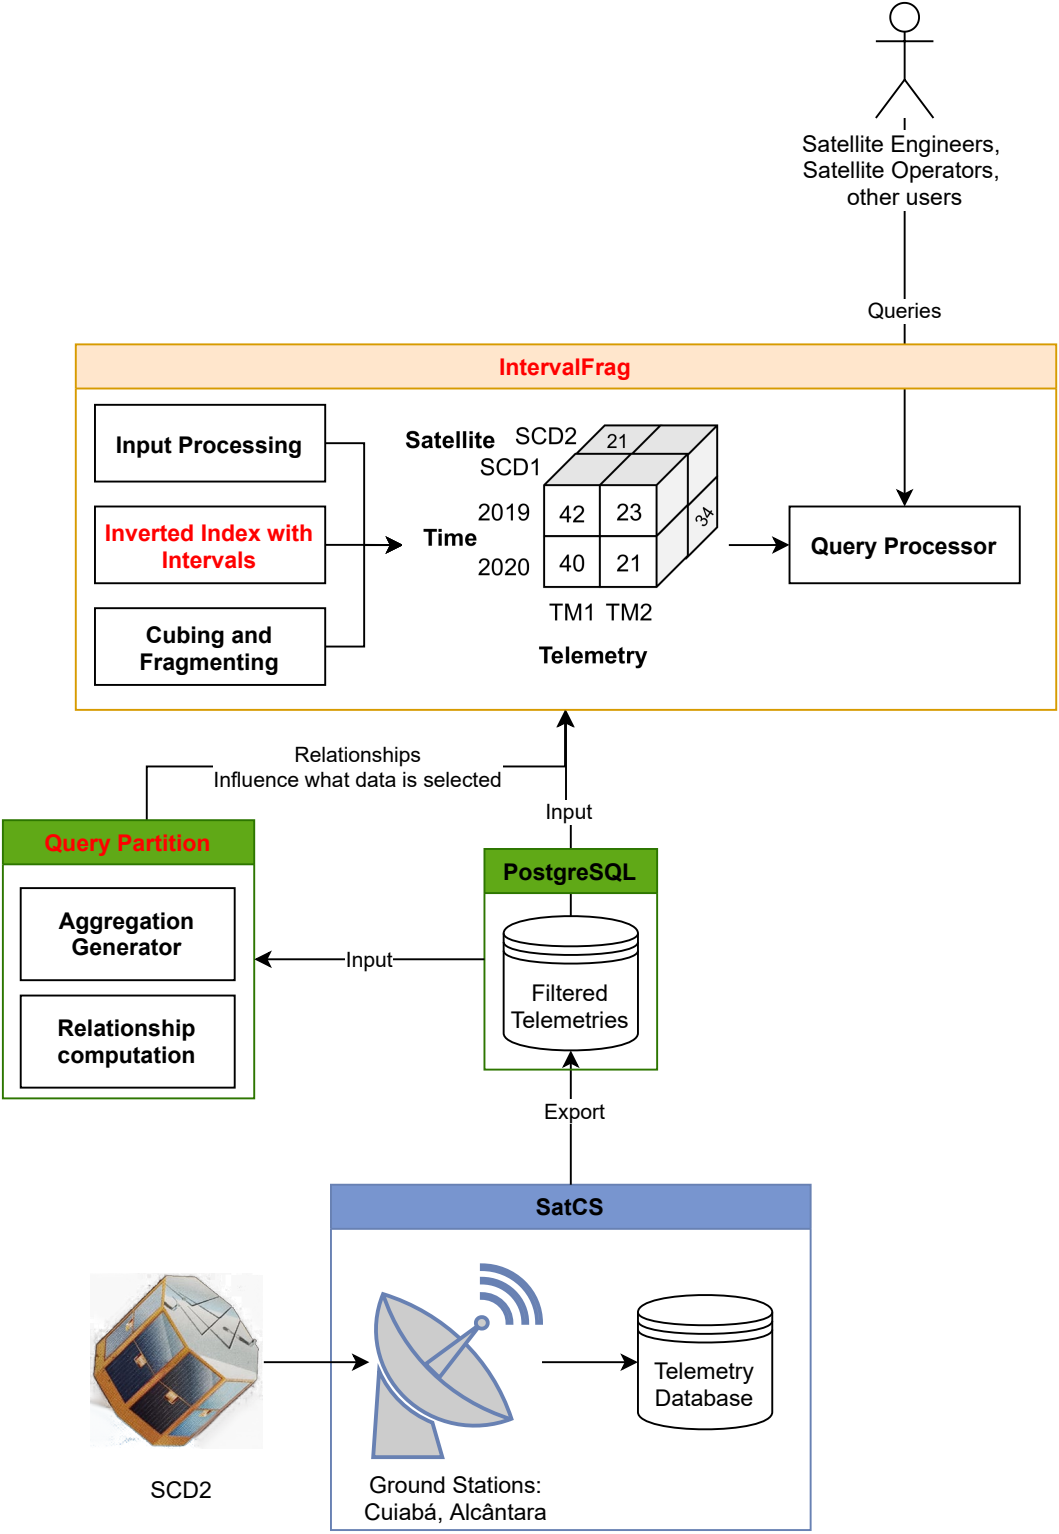 Satellite Engineers,
Satellite Operators,
other users
Queries
IntervalFrag
Input Processing
Inverted Index with
Intervals
Cubing and
Fragmenting
Satellite
SCD2
SCD1
21
2019
42
23
34
Time
2020
40
21
TM1
TM2
Telemetry
Query Processor
Relationships
Influence what data is selected
Input
Query Partition
Aggregation
Generator
Relationship
computation
Input
PostgreSQL
Filtered
Telemetries
Export
SatCS
Telemetry
Database
Ground Stations:
Cuiabá, Alcântara
SCD2